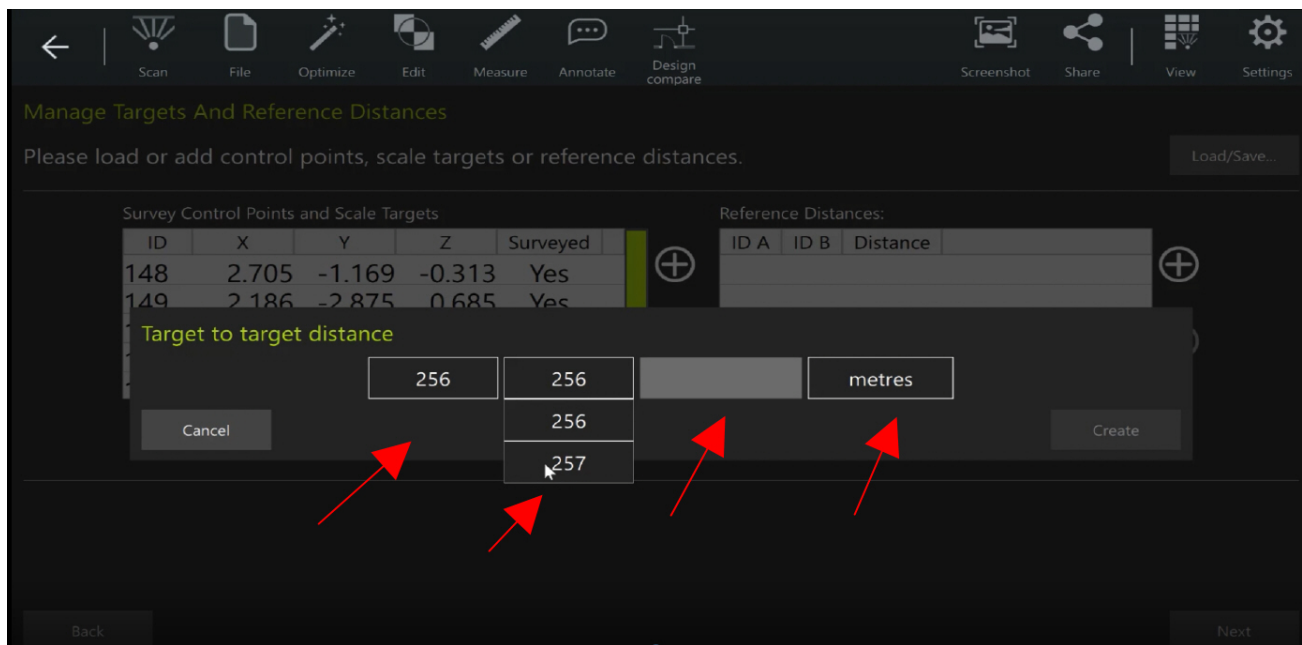 Scan File Optimize Edit Measure Annotate Design compare Screenshot Share View Settings
Manage Targets And Reference Distances
Please load or add control points, scale targets or reference distances. Load/Save...
Survey Control Points and Scale Targets Reference Distances:
ID X Y Z Surveyed ID A ID B Distance
148 2.705 -1.169 -0.313 Yes
149 2.186 -2.875 0.685 Yes
Target to target distance
256 256 metres
256
Cancel Create
257
Back Next